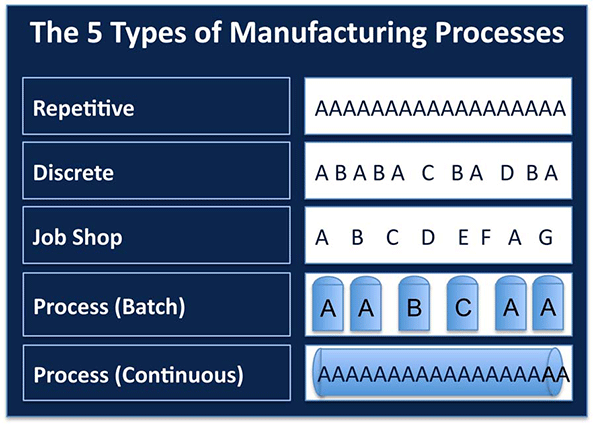 The 5 Types of Manufacturing Processes
Repetitive
AAAAAAAAAAAAAAAAAA
Discrete
A B A B A C B A D B A
Job Shop
A B C D E F A G
Process (Batch)
A A B C A A
Process (Continuous)
AAAAAAAAAAAAAAAAAA